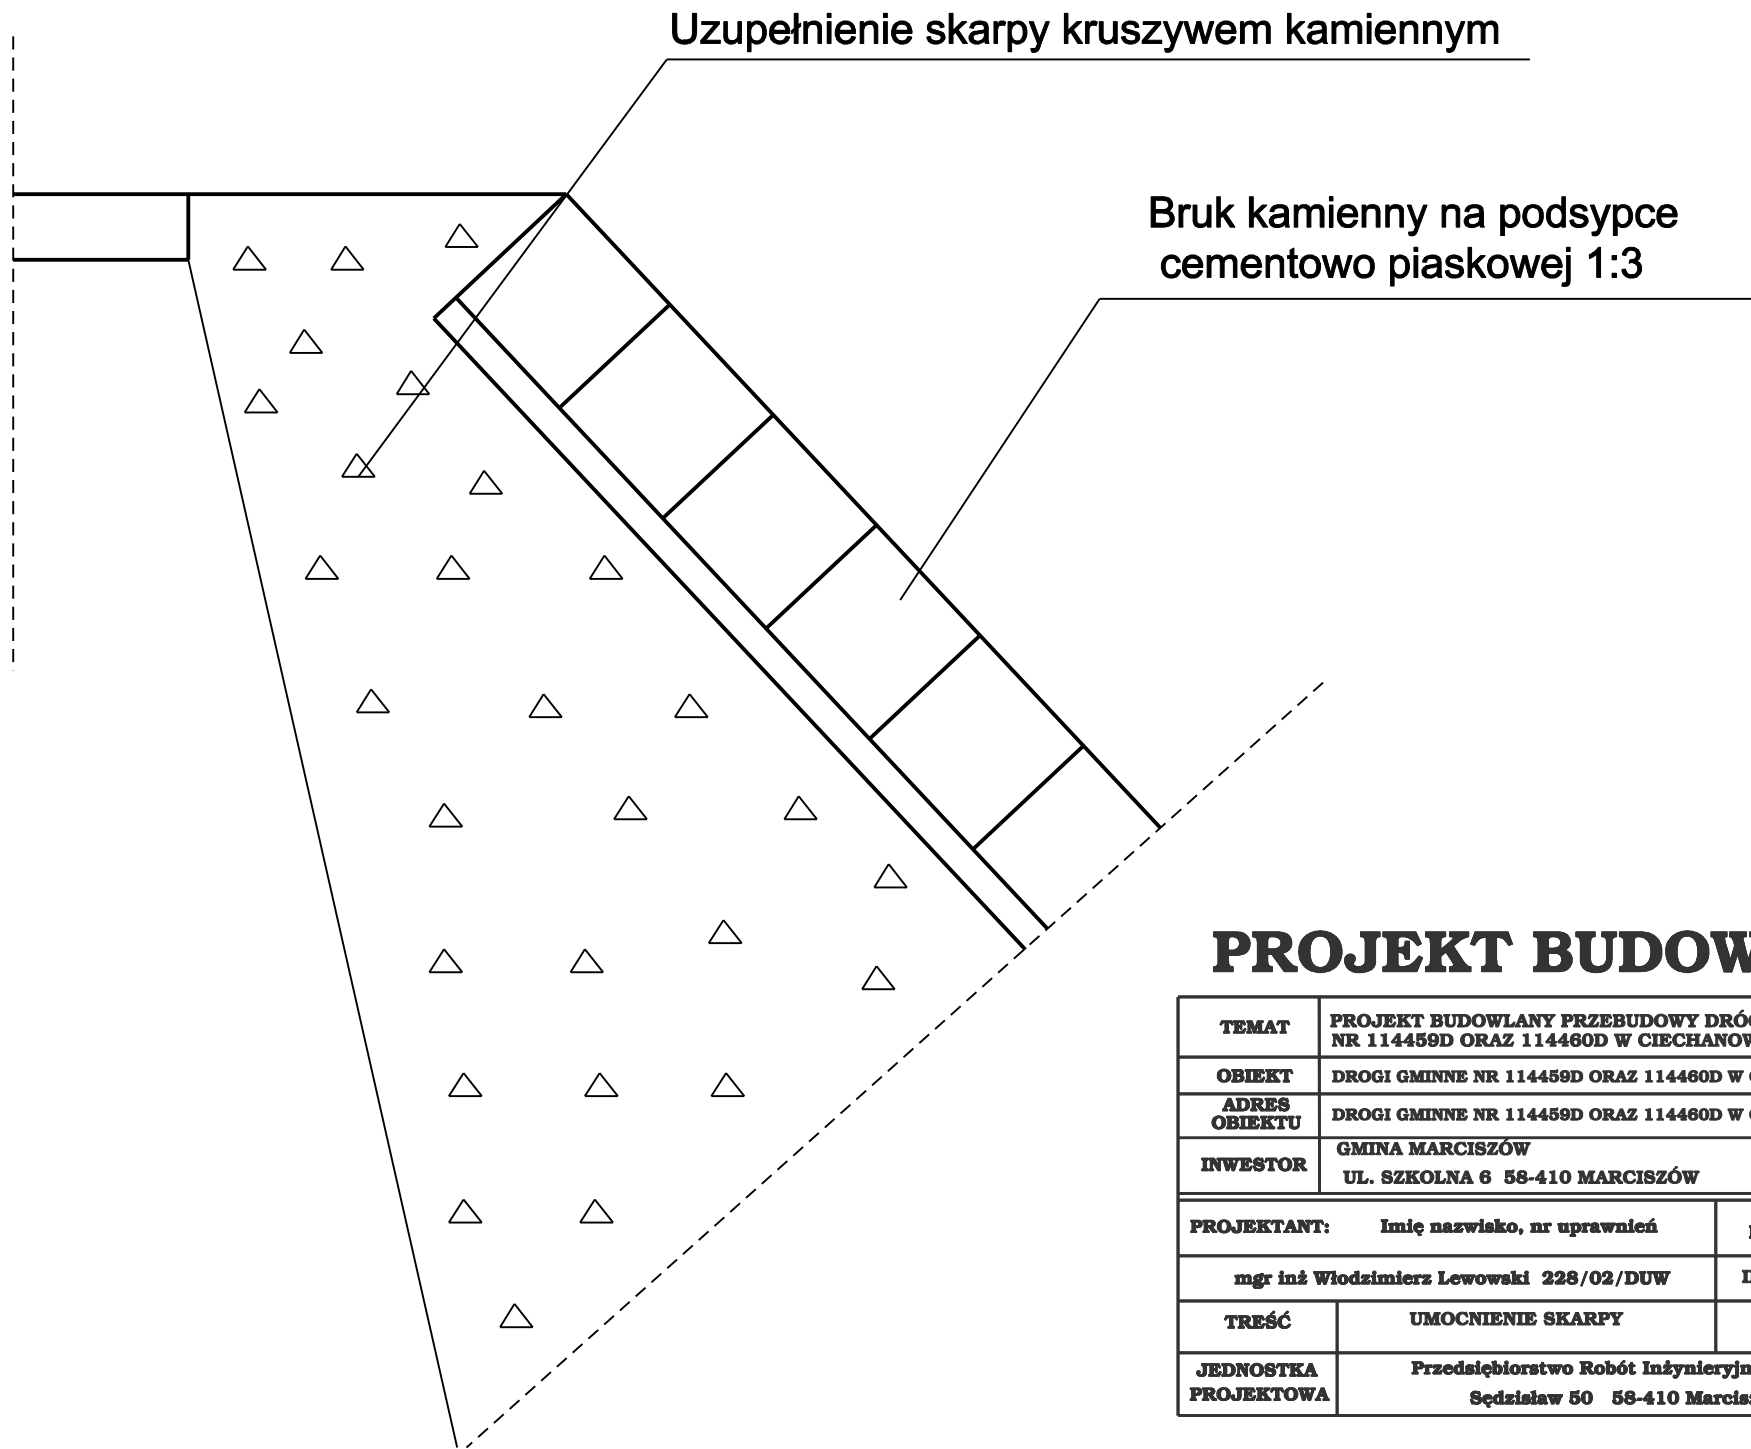 Uzupełnienie skarpy kruszywem kamiennym
Bruk kamienny na podsypce
cementowo piaskowej 1:3
PROJEKT BUDOW
TEMAT
PROJEKT BUDOWLANY PRZEBUDOWY DRÓG
NR 114459D ORAZ 114460D W CIECHANOW
OBIEKT
DROGI GMINNE NR 114459D ORAZ 114460D W
ADRES
OBIEKTU
DROGI GMINNE NR 114459D ORAZ 114460D W
INWESTOR
GMINA MARCISZÓW
UL. SZKOLNA 6 58-410 MARCISZÓW
PROJEKTANT: Imię nazwisko, nr uprawnień
mgr inż Włodzimierz Lewowski 228/02/DUW
TREŚĆ
UMOCNIENIE SKARPY
JEDNOSTKA
PROJEKTOWA
Przedsiębiorstwo Robót Inżynieryjn
Sędzisław 50 58-410 Marcis